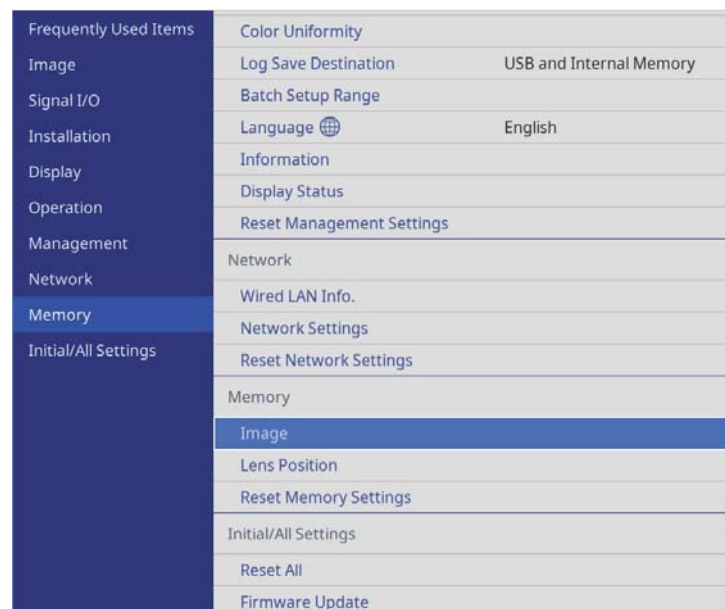 Frequently Used Items
Image
Signal I/O
Installation
Display
Operation
Management
Network
Memory
Initial/All Settings
Color Uniformity
Log Save Destination USB and Internal Memory
Batch Setup Range
Language English
Information
Display Status
Reset Management Settings
Network
Wired LAN Info.
Network Settings
Reset Network Settings
Memory
Image
Lens Position
Reset Memory Settings
Initial/All Settings
Reset All
Firmware Update